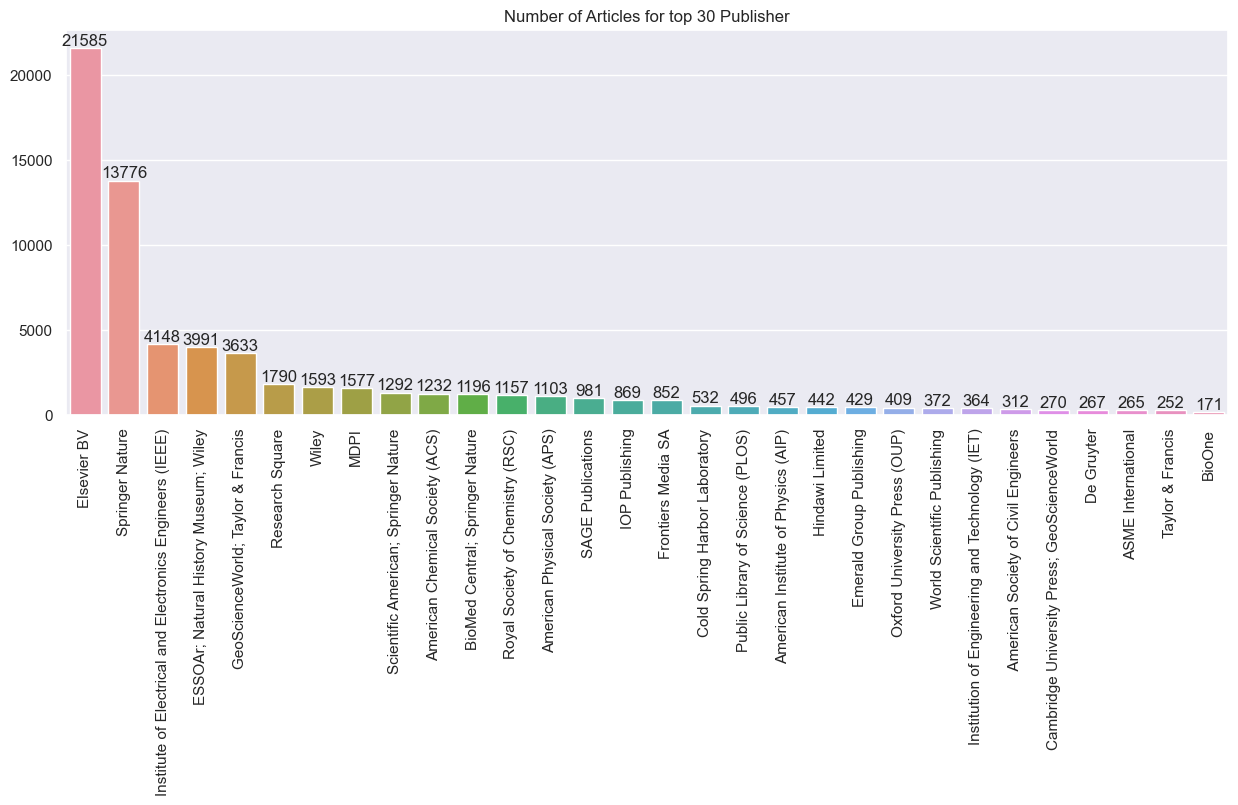 Number of Articles for top 30 Publisher
20000
15000
10000
5000
0
21585
13776
4148
3991
3633
1790
1593
1577
1292
1232
1196
1157
1103
981
869
852
532
496
457
442
429
409
372
364
312
270
267
265
252
171
Elsevier BV
Springer Nature
Institute of Electrical and Electronics Engineers (IEEE)
ESSOAr; Natural History Museum; Wiley
GeoScienceWorld; Taylor & Francis
Research Square
Wiley
MDPI
Scientific American; Springer Nature
American Chemical Society (ACS)
BioMed Central; Springer Nature
Royal Society of Chemistry (RSC)
American Physical Society (APS)
SAGE Publications
IOP Publishing
Frontiers Media SA
Cold Spring Harbor Laboratory
Public Library of Science (PLOS)
American Institute of Physics (AIP)
Hindawi Limited
Emerald Group Publishing
Oxford University Press (OUP)
World Scientific Publishing
Institution of Engineering and Technology (IET)
American Society of Civil Engineers
Cambridge University Press; GeoScienceWorld
De Gruyter
ASME International
Taylor & Francis
BioOne